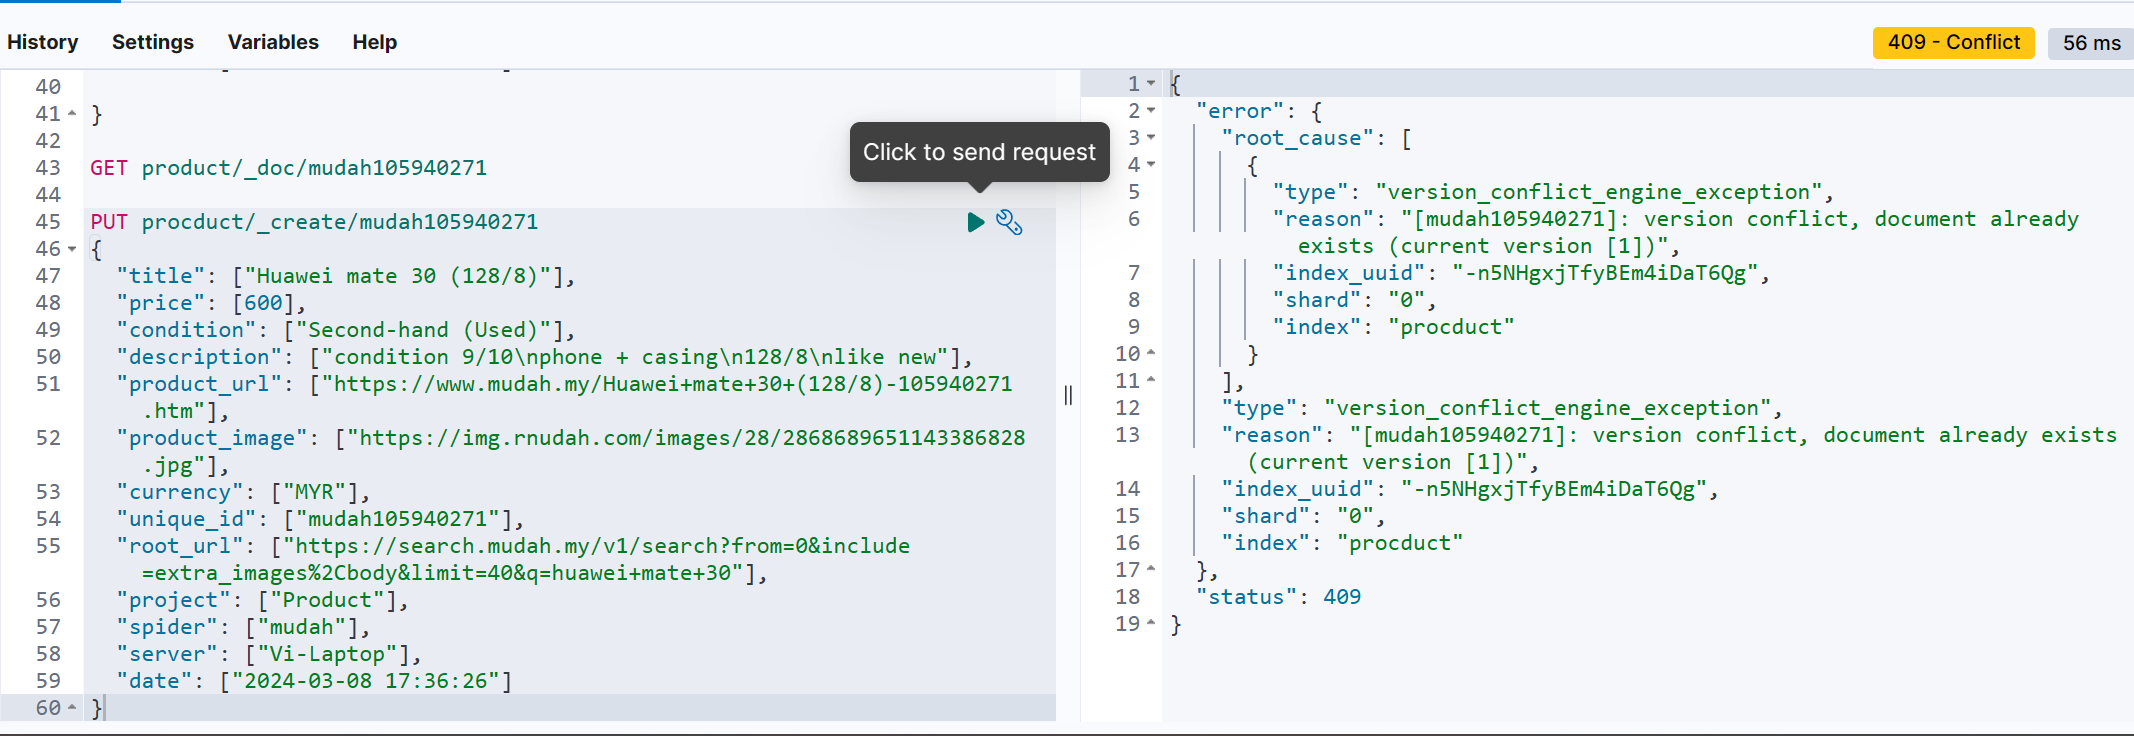 History Settings Variables Help
409 - Conflict 56 ms
40
41 }
42
43 GET product/_doc/mudah105940271
44
45 PUT procduct/_create/mudah105940271
46 {
47 "title": ["Huawei mate 30 (128/8)"],
48 "price": [600],
49 "condition": ["Second-hand (Used)"],
50 "description": ["condition 9/10\nphone + casing\n128/8\nlike new"],
51 "product_url": ["https://www.mudah.my/Huawei+mate+30+(128/8)-105940271
.htm"],
52 "product_image": ["https://img.rnudah.com/images/28/2868689651143386828
.jpg"],
53 "currency": ["MYR"],
54 "unique_id": ["mudah105940271"],
55 "root_url": ["https://search.mudah.my/v1/search?from=0&include
=extra_images%2Cbody&limit=40&q=huawei+mate+30"],
56 "project": ["Product"],
57 "spider": ["mudah"],
58 "server": ["Vi-Laptop"],
59 "date": ["2024-03-08 17:36:26"]
60 }
Click to send request
1 {
2 "error": {
3 "root_cause": [
4 {
5 "type": "version_conflict_engine_exception",
6 "reason": "[mudah105940271]: version conflict, document already
exists (current version [1])",
7 "index_uuid": "-n5NHgxjTfyBEm4iDaT6Qg",
8 "shard": "0",
9 "index": "procduct"
10 }
11 ],
12 "type": "version_conflict_engine_exception",
13 "reason": "[mudah105940271]: version conflict, document already exists
(current version [1])",
14 "index_uuid": "-n5NHgxjTfyBEm4iDaT6Qg",
15 "shard": "0",
16 "index": "procduct"
17 },
18 "status": 409
19 }